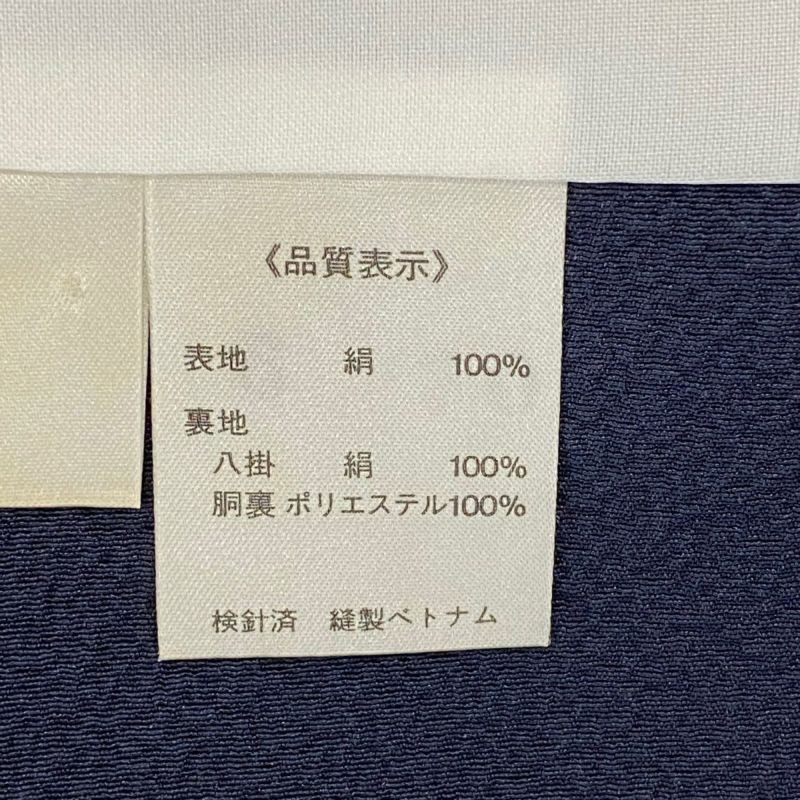 《品質表示》
表地 絹 100%
裏地
八掛 絹 100%
胴裏 ポリエステル100%
検針済 縫製ベトナム